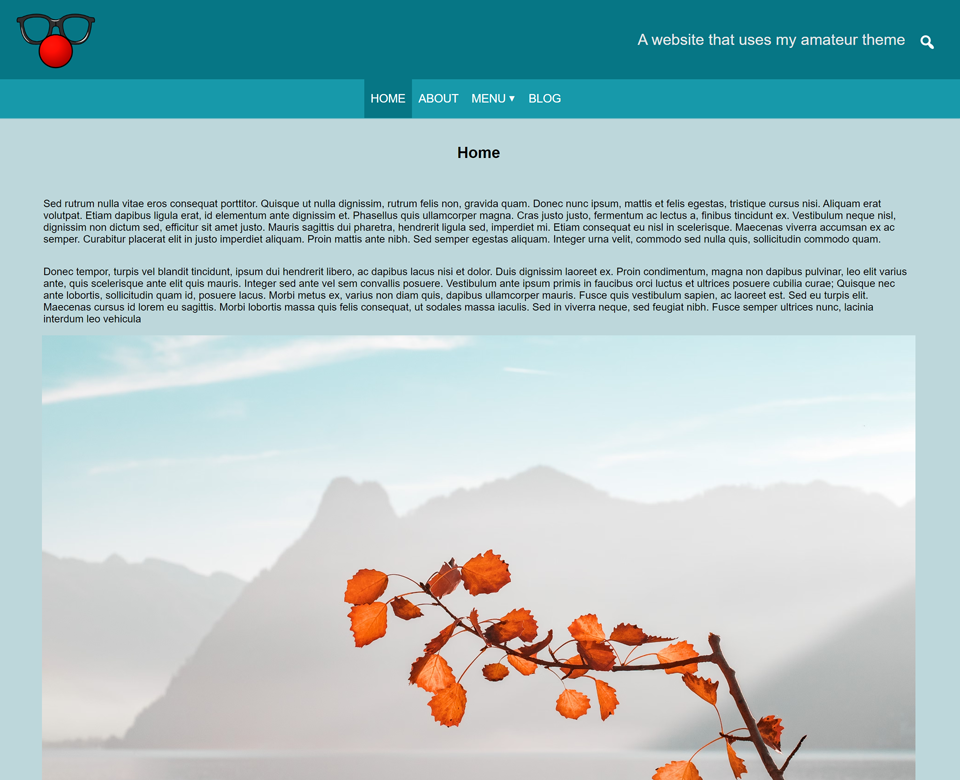 A website that uses my amateur theme
HOME ABOUT MENU ▼ BLOG
Home
Sed rutrum nulla vitae eros consequat porttitor. Quisque ut nulla dignissim, rutrum felis non, gravida quam. Donec nunc ipsum, mattis et felis egestas, tristique cursus nisi. Aliquam erat
volutpat. Etiam dapibus ligula erat, id elementum ante dignissim et. Phasellus quis ullamcorper magna. Cras justo justo, fermentum ac lectus a, finibus tincidunt ex. Vestibulum neque nisl,
dignissim non dictum sed, efficitur sit amet justo. Mauris sagittis dui pharetra, hendrerit ligula sed, imperdiet mi. Etiam consequat eu nisl in scelerisque. Maecenas viverra accumsan ex ac
semper. Curabitur placerat elit in justo imperdiet aliquam. Proin mattis ante nibh. Sed semper egestas aliquam. Integer urna velit, commodo sed nulla quis, sollicitudin commodo quam.
Donec tempor, turpis vel blandit tincidunt, ipsum dui hendrerit libero, ac dapibus lacus nisi et dolor. Duis dignissim laoreet ex. Proin condimentum, magna non dapibus pulvinar, leo elit varius
ante, quis scelerisque ante elit quis mauris. Integer sed ante vel sem convallis posuere. Vestibulum ante ipsum primis in faucibus orci luctus et ultrices posuere cubilia curae; Quisque nec
ante lobortis, sollicitudin quam id, posuere lacus. Morbi metus ex, varius non diam quis, dapibus ullamcorper mauris. Fusce quis vestibulum sapien, ac laoreet est. Sed eu turpis elit.
Maecenas cursus id lorem eu sagittis. Morbi lobortis massa quis felis consequat, ut sodales massa iaculis. Sed in viverra neque, sed feugiat nibh. Fusce semper ultrices nunc, lacinia
interdum leo vehicula